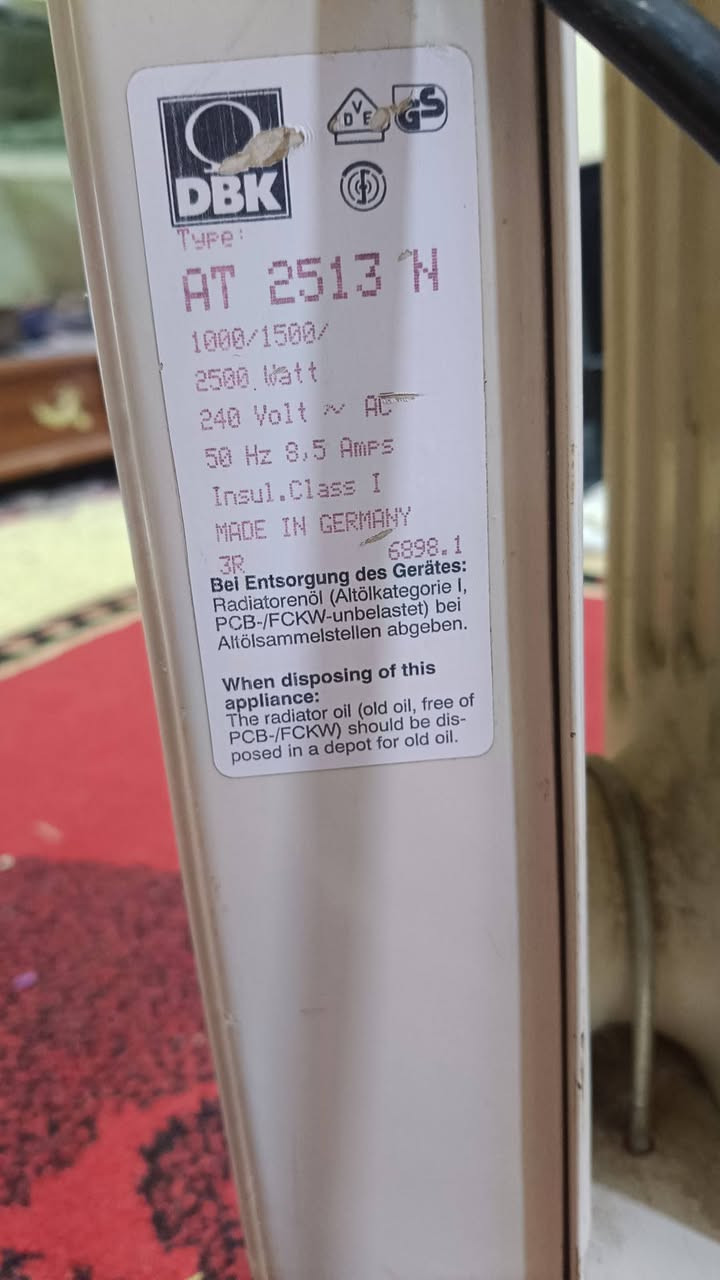 DBK
VDE
GS
Type:
AT 2513 N
1000/1500/
2500 Watt
240 Volt ~ AC
50 Hz 8,5 Amps
Insul.Class I
MADE IN GERMANY
3R 6898.1
Bei Entsorgung des Gerätes:
Radiatorenöl (Altölkategorie I,
PCB-/FCKW-unbelastet) bei
Altölsammelstellen abgeben.
When disposing of this
appliance:
The radiator oil (old oil, free of
PCB-/FCKW) should be dis-
posed in a depot for old oil.